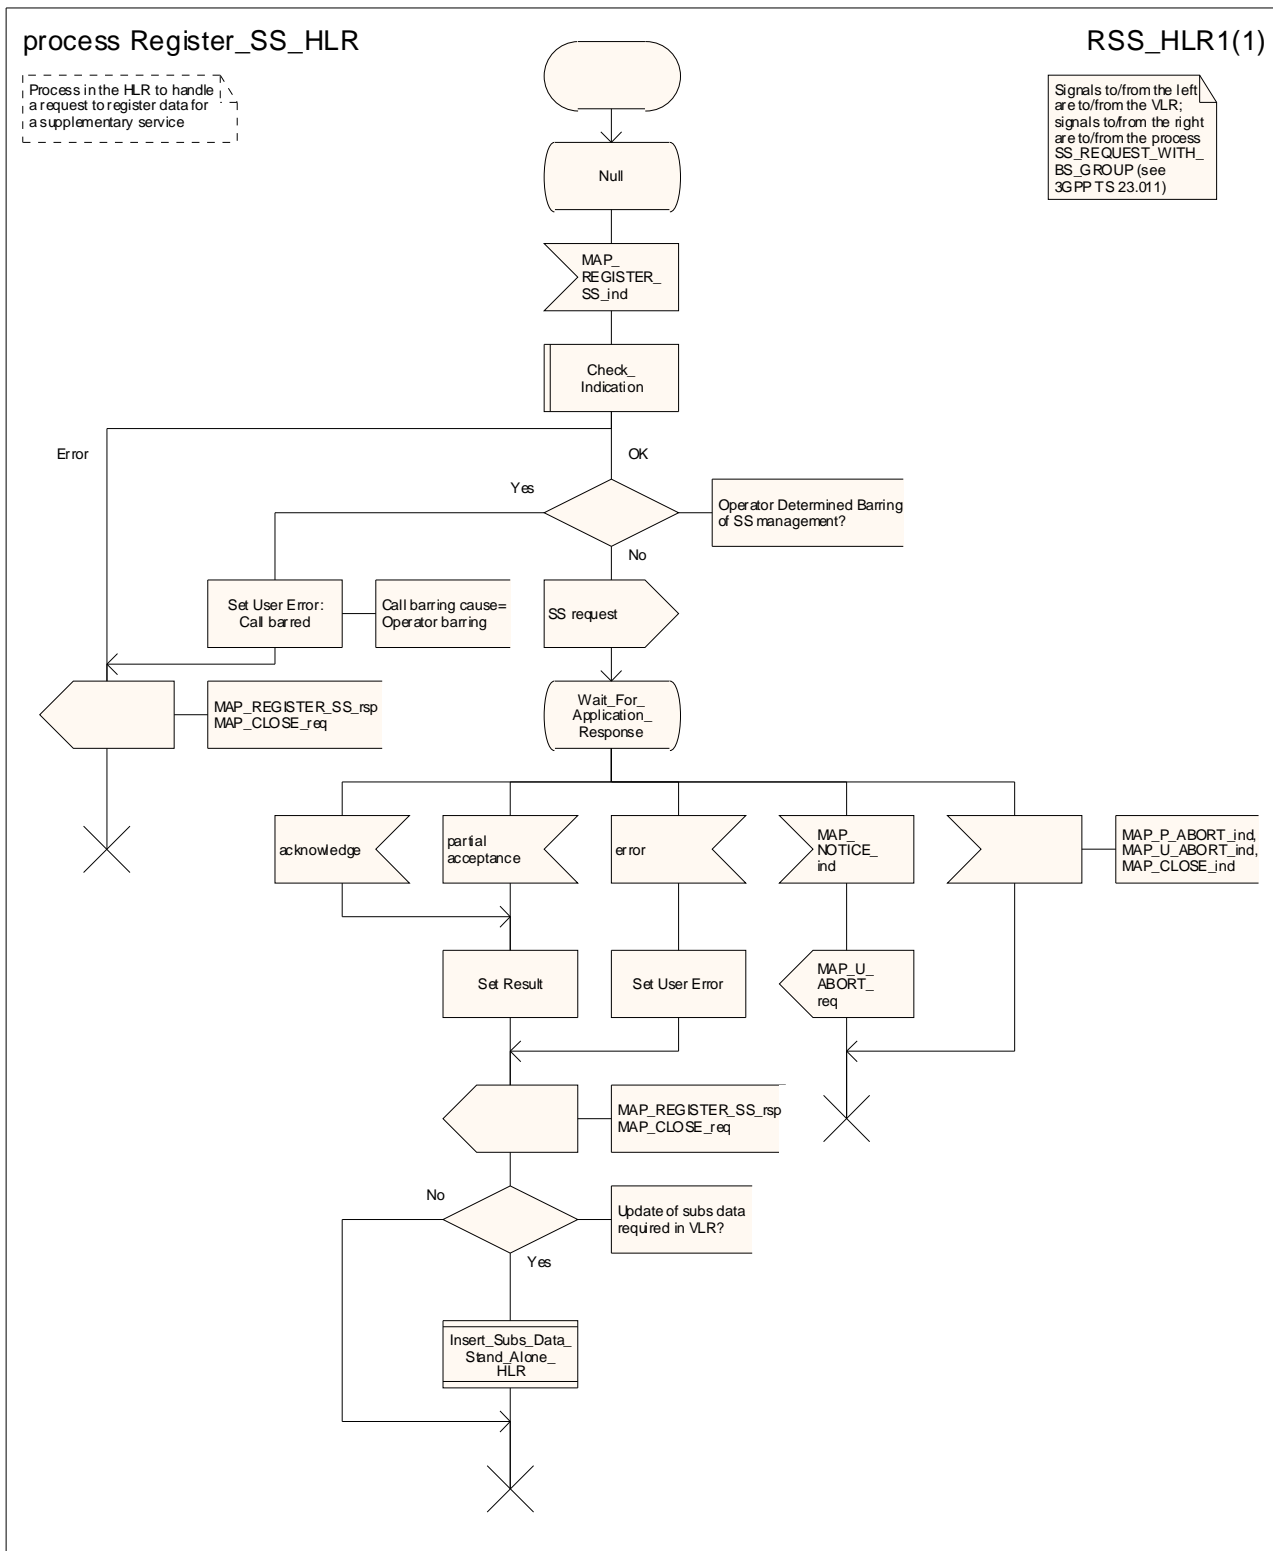 process Register_SS_HLR
RSS_HLR1(1)
Process in the HLR to handle
a request to register data for
a supplementary service
Signals to/from the left
are to/from the VLR;
signals to/from the right
are to/from the process
SS_REQUEST_WITH_
BS_GROUP (see
3GPP TS 23.011)
Null
MAP_
REGISTER_
SS_ind
Check_
Indication
Error
OK
Yes
Operator Determined Barring
of SS management?
No
Set User Error:
Call barred
Call barring cause=
Operator barring
SS request
MAP_REGISTER_SS_rsp
MAP_CLOSE_req
Wait_For_
Application_
Response
acknowledge
partial
acceptance
error
MAP_
NOTICE_
ind
MAP_P_ABORT_ind,
MAP_U_ABORT_ind,
MAP_CLOSE_ind
Set Result
Set User Error
MAP_U_
ABORT_
req
MAP_REGISTER_SS_rsp
MAP_CLOSE_req
No
Update of subs data
required in VLR?
Yes
Insert_Subs_Data_
Stand_Alone_
HLR